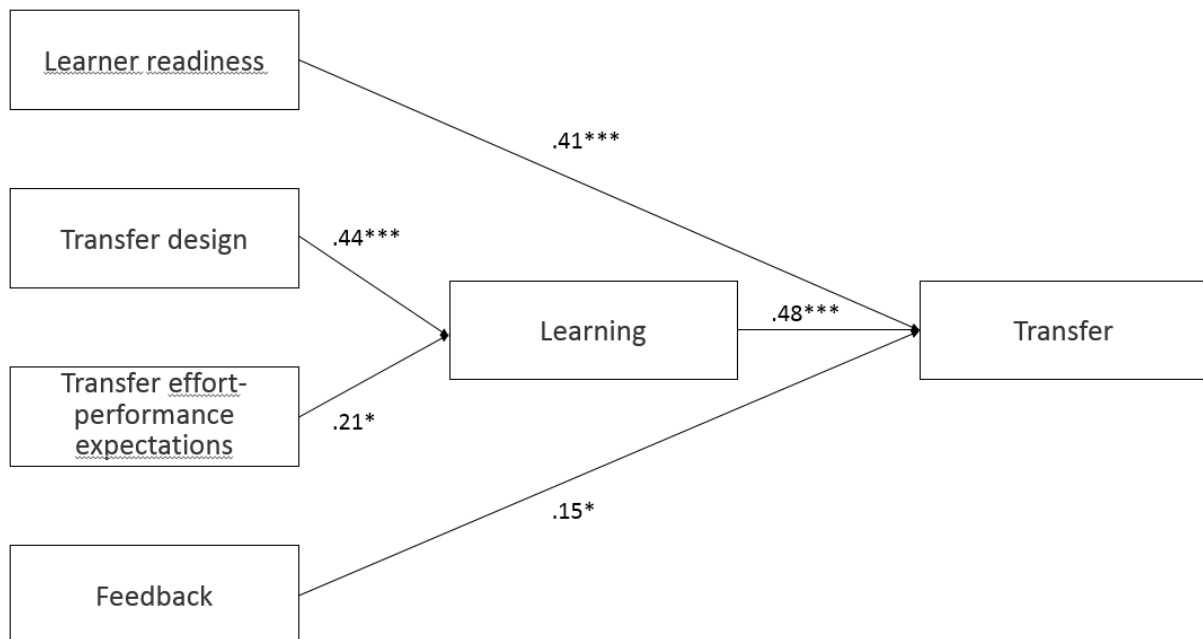 Learner readiness
.41***
Transfer design
.44***
Learning
.48***
Transfer
Transfer effort-
performance
expectations
.21*
.15*
Feedback